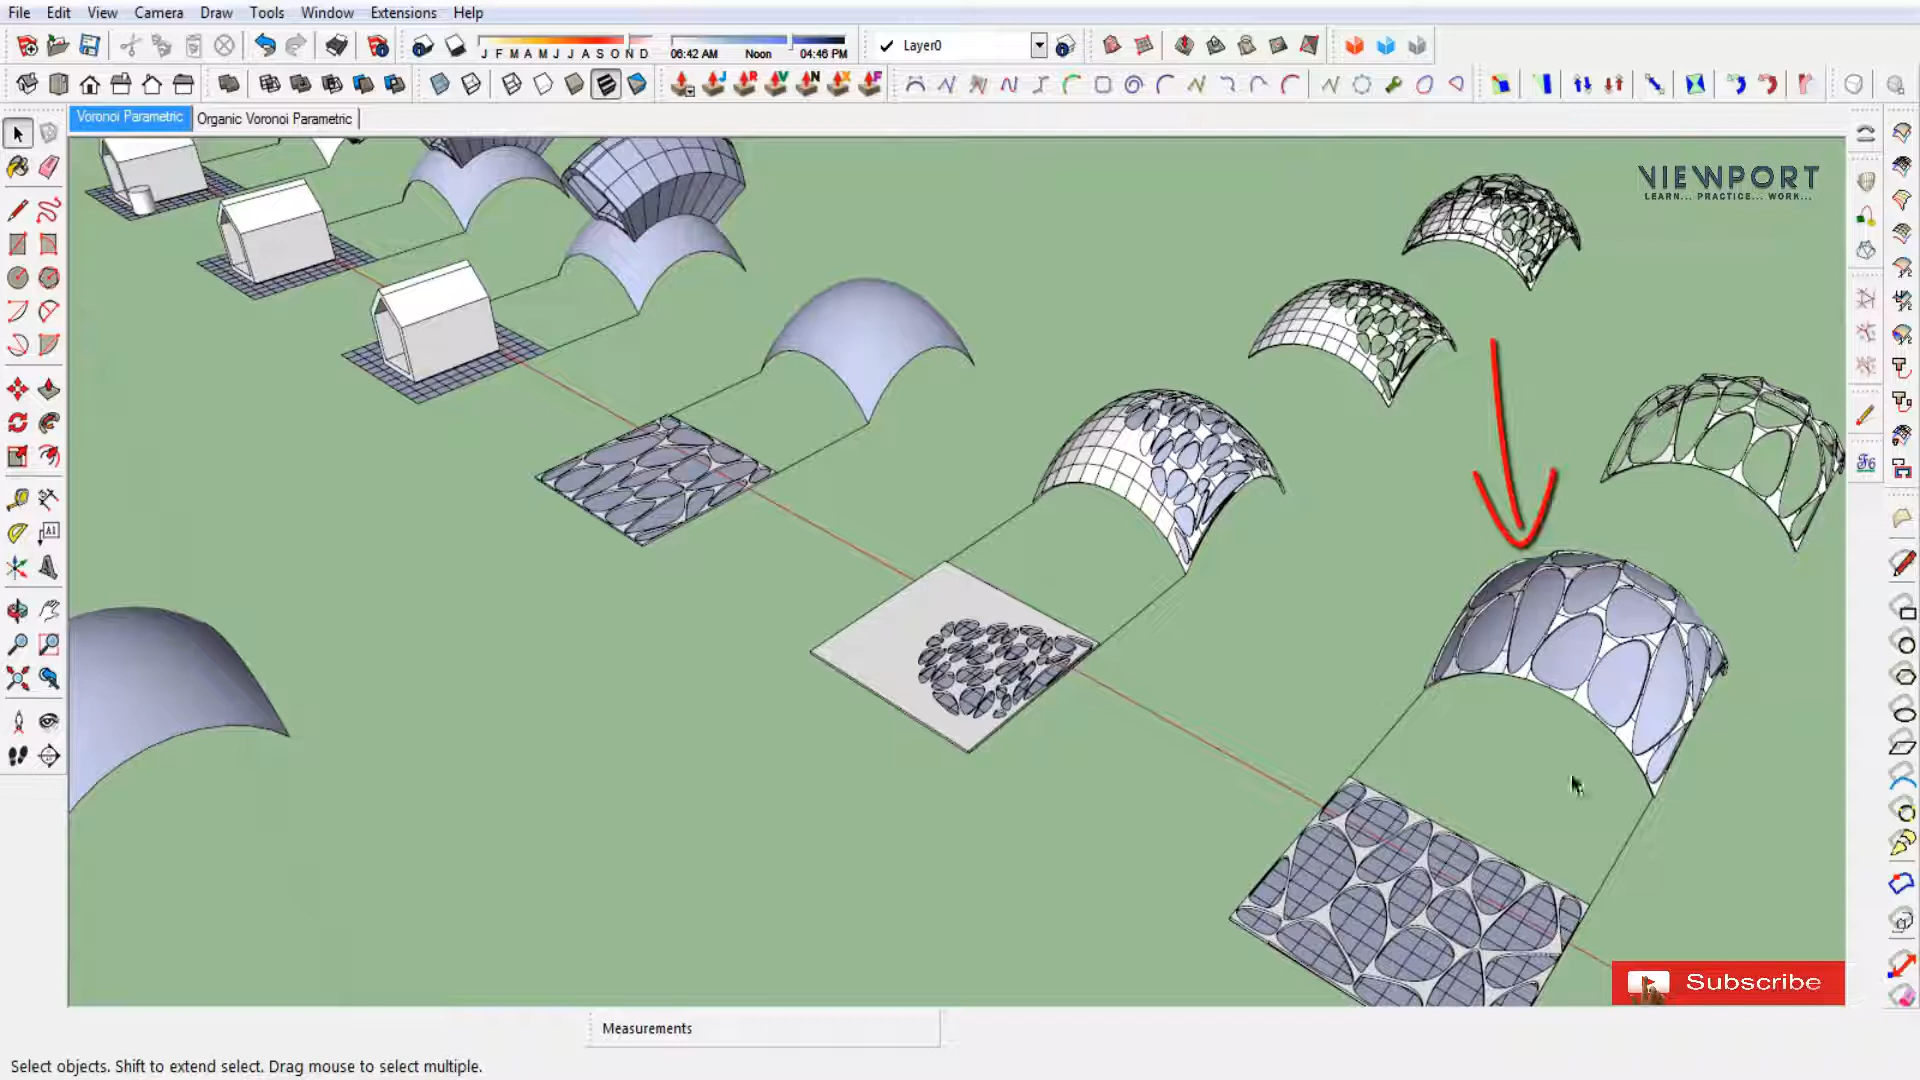 File Edit View Camera Draw Tools Window Extensions Help
J F M A M J J A S O N D
06:42 AM Noon 04:46 PM
Layer0
J R V N X F
Voronoi Parametric Organic Voronoi Parametric
VIEWPORT
LEARN... PRACTICE... WORK...
A1
F6
Subscribe
Measurements
Select objects. Shift to extend select. Drag mouse to select multiple.